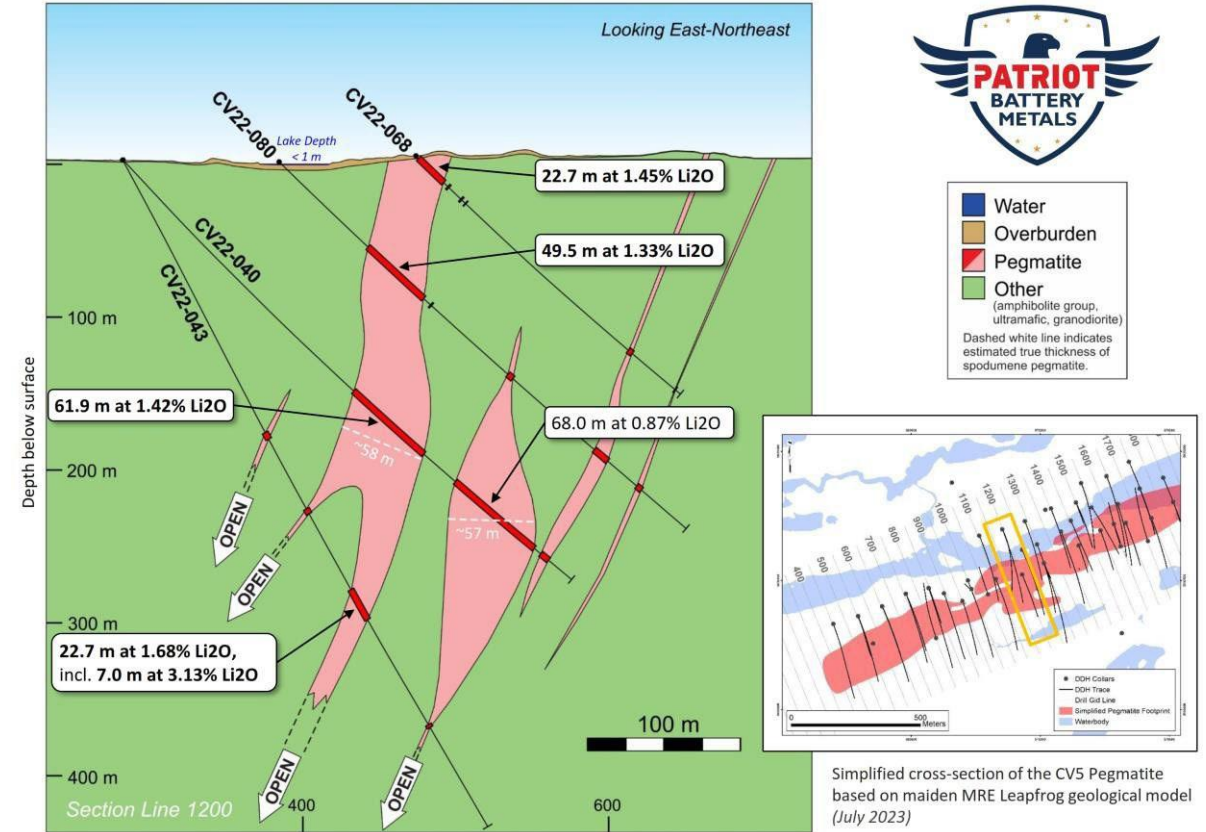 Looking East-Northeast
PATRIOT
BATTERY
METALS
CV22-080
Lake Depth
< 1 m
CV22-068
22.7 m at 1.45% Li2O
CV22-040
49.5 m at 1.33% Li2O
CV22-043
Water
Overburden
Pegmatite
Other
(amphibolite group,
ultramafic, granodiorite)
Dashed white line indicates
estimated true thickness of
spodumene pegmatite.
100 m
Depth below surface
61.9 m at 1.42% Li2O
68.0 m at 0.87% Li2O
~58 m
200 m
~57 m
OPEN
OPEN
300 m
22.7 m at 1.68% Li2O,
incl. 7.0 m at 3.13% Li2O
100 m
400 m
OPEN
OPEN
Section Line 1200
400
600
400
500
600
700
800
900
1000
1100
1200
1300
1400
1500
1600
1700
DDH Collars
DDH Trace
Drill Gid Line
Simplified Pegmatite Footprint
Waterbody
0
500
Meters
Simplified cross-section of the CV5 Pegmatite
based on maiden MRE Leapfrog geological model
(July 2023)